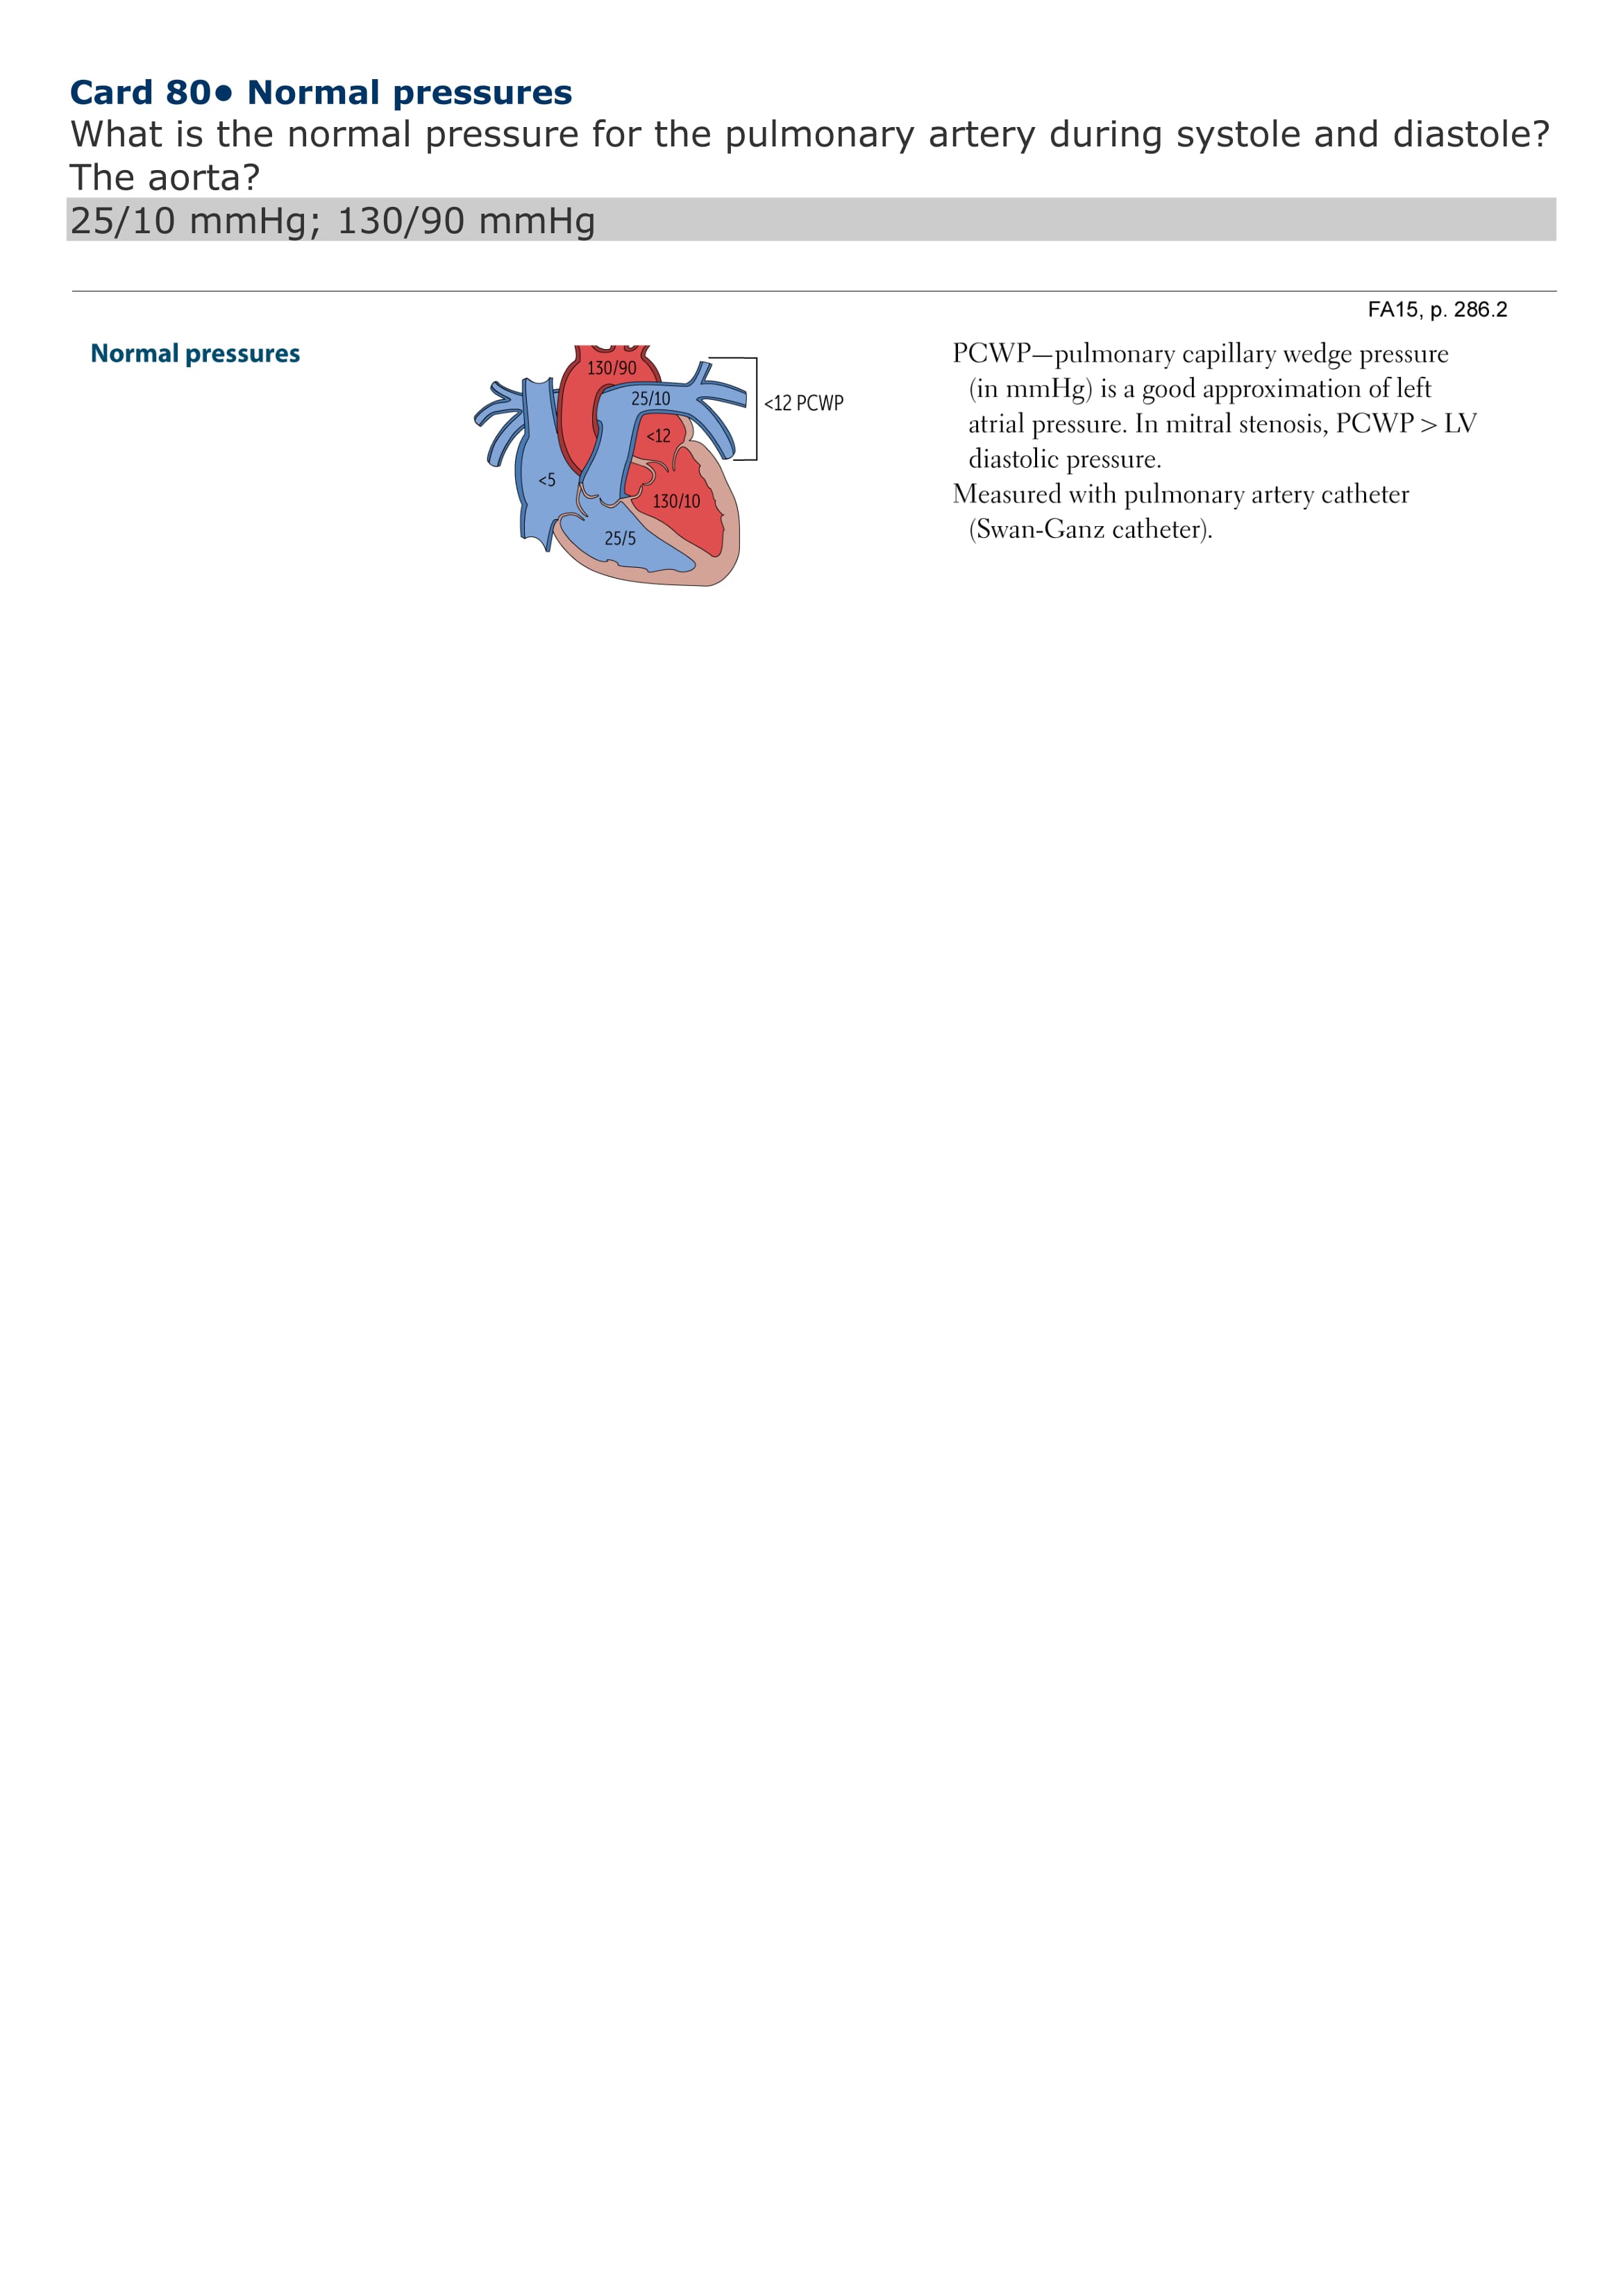 Card 80● Normal pressures
What is the normal pressure for the pulmonary artery during systole and diastole?
The aorta?
25/10 mmHg; 130/90 mmHg
FA15, p. 286.2
Normal pressures
130/90
25/10
<12 PCWP
<12
<5
130/10
25/5
PCWP—pulmonary capillary wedge pressure
(in mmHg) is a good approximation of left
atrial pressure. In mitral stenosis, PCWP > LV
diastolic pressure.
Measured with pulmonary artery catheter
(Swan-Ganz catheter).